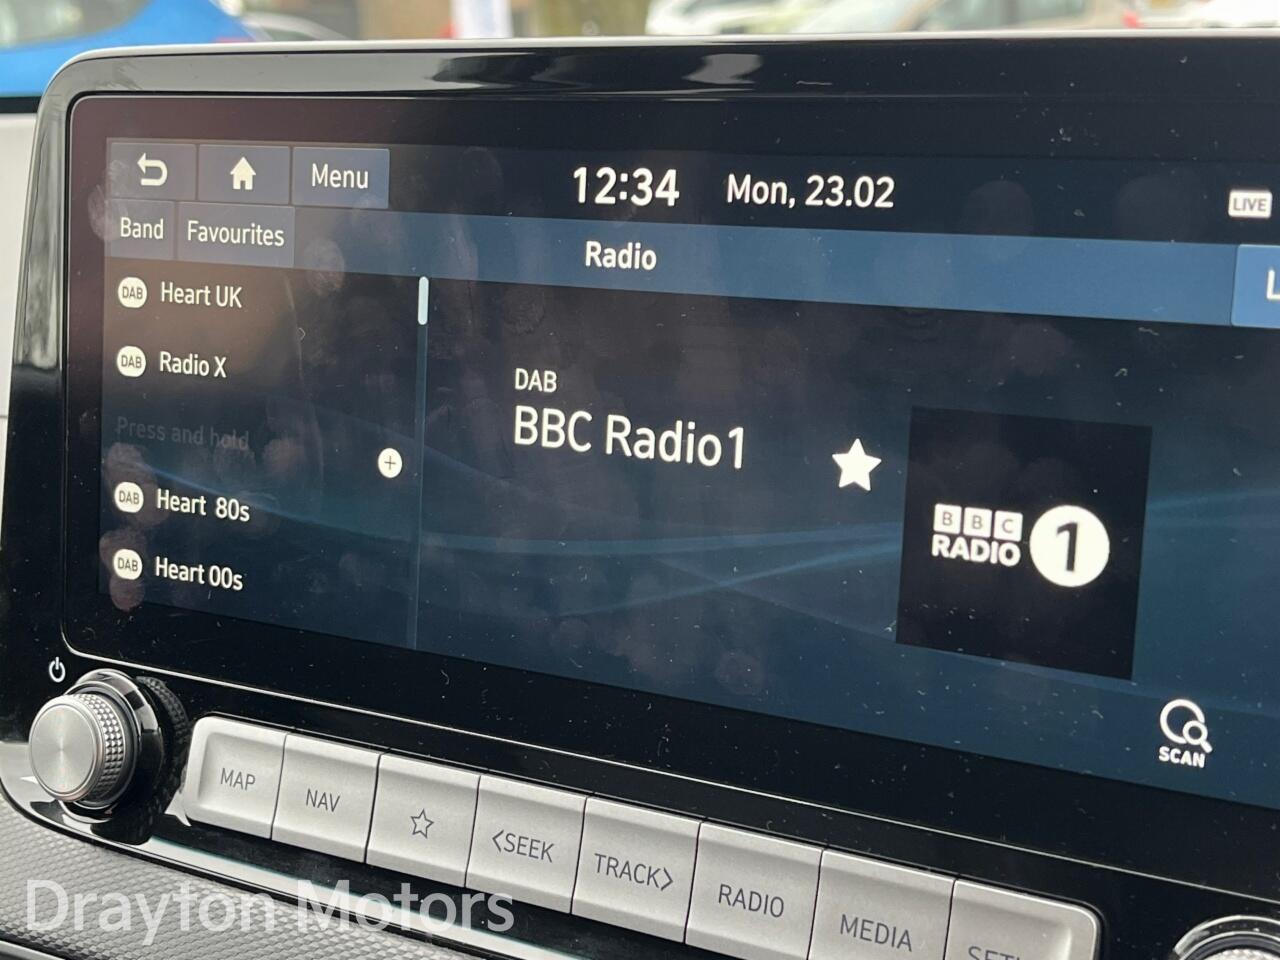 Menu
12:34 Mon, 23.02
LIVE
Band Favourites
Radio
L
DAB Heart UK
DAB Radio X
Press and hold
DAB Heart 80s
DAB Heart 00s
DAB
BBC Radio1
BBC
RADIO 1
SCAN
MAP
NAV
<SEEK
TRACK>
RADIO
MEDIA
Drayton Motors